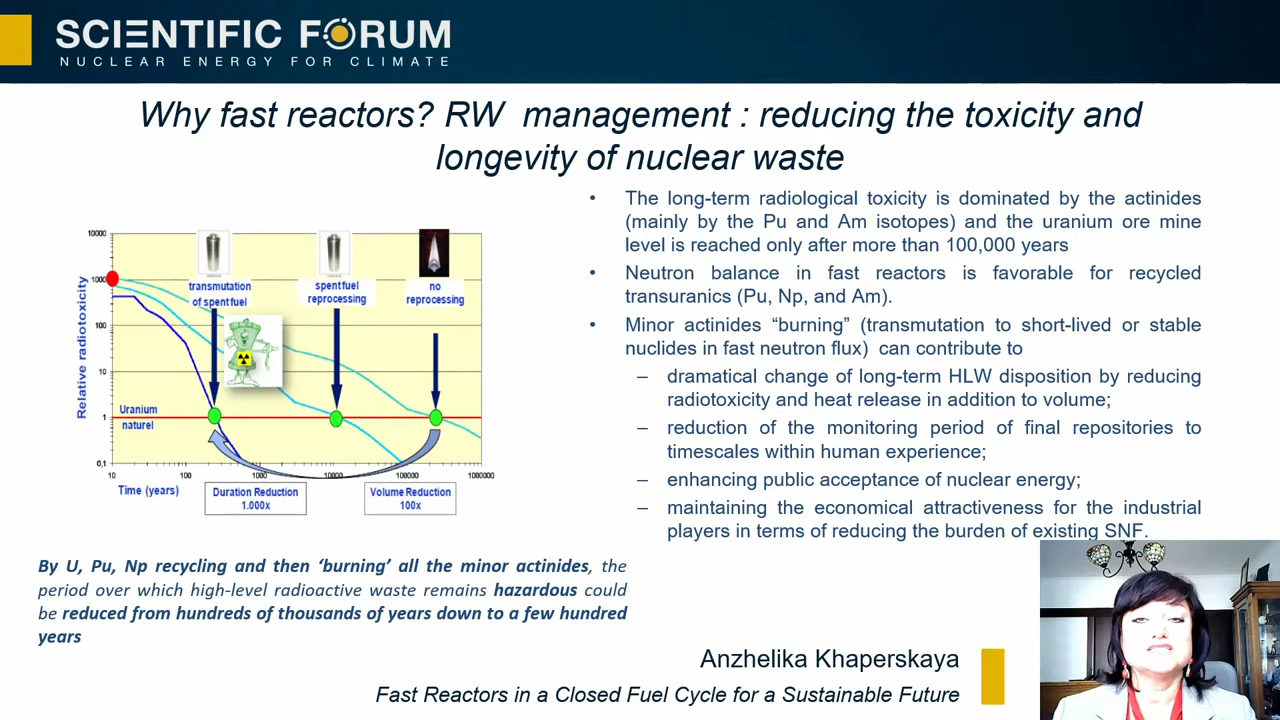 SCIENTIFIC FORUM
NUCLEAR ENERGY FOR CLIMATE
Why fast reactors? RW management : reducing the toxicity and
longevity of nuclear waste
• The long-term radiological toxicity is dominated by the actinides
(mainly by the Pu and Am isotopes) and the uranium ore mine
level is reached only after more than 100,000 years
• Neutron balance in fast reactors is favorable for recycled
transuranics (Pu, Np, and Am).
• Minor actinides “burning” (transmutation to short-lived or stable
nuclides in fast neutron flux) can contribute to
– dramatical change of long-term HLW disposition by reducing
radiotoxicity and heat release in addition to volume;
– reduction of the monitoring period of final repositories to
timescales within human experience;
– enhancing public acceptance of nuclear energy;
– maintaining the economical attractiveness for the industrial
players in terms of reducing the burden of existing SNF.
Relative radiotoxicity
10000
1000
100
10
1
0,1
transmutation
of spent fuel
spent fuel
reprocessing
no
reprocessing
Uranium
naturel
10
100
1000
10000
100000
1000000
Time (years)
Duration Reduction
1.000x
Volume Reduction
100x
By U, Pu, Np recycling and then ‘burning’ all the minor actinides, the
period over which high-level radioactive waste remains hazardous could
be reduced from hundreds of thousands of years down to a few hundred
years
Anzhelika Khaperskaya
Fast Reactors in a Closed Fuel Cycle for a Sustainable Future